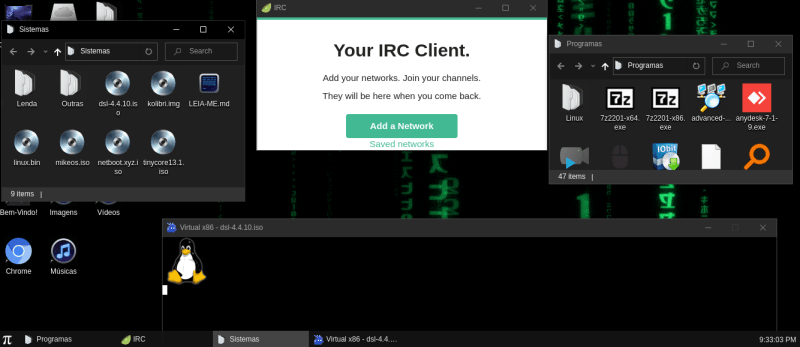 Sistemas
Sistemas
Search
Lenda
Outras
dsl-4.4.10.is
o
kolibri.img
LEIA-ME.md
linux.bin
mikeos.iso
netboot.xyz.i
so
tinycore13.1.
iso
9 items
IRC
Your IRC Client.
Add your networks. Join your channels.
They will be here when you come back.
Add a Network
Saved networks
Programas
Programas
Search
Linux
7z2201-x64.
exe
7z2201-x86.
exe
advanced-...
anydesk-7-1-
9.exe
IObit
47 items
Bem-Vindo!
Imagens
Vídeos
Chrome
Músicas
Virtual x86 - dsl-4.4.10.iso
π
Programas
IRC
Sistemas
Virtual x86 - dsl-4.4....
9:33:03 PM